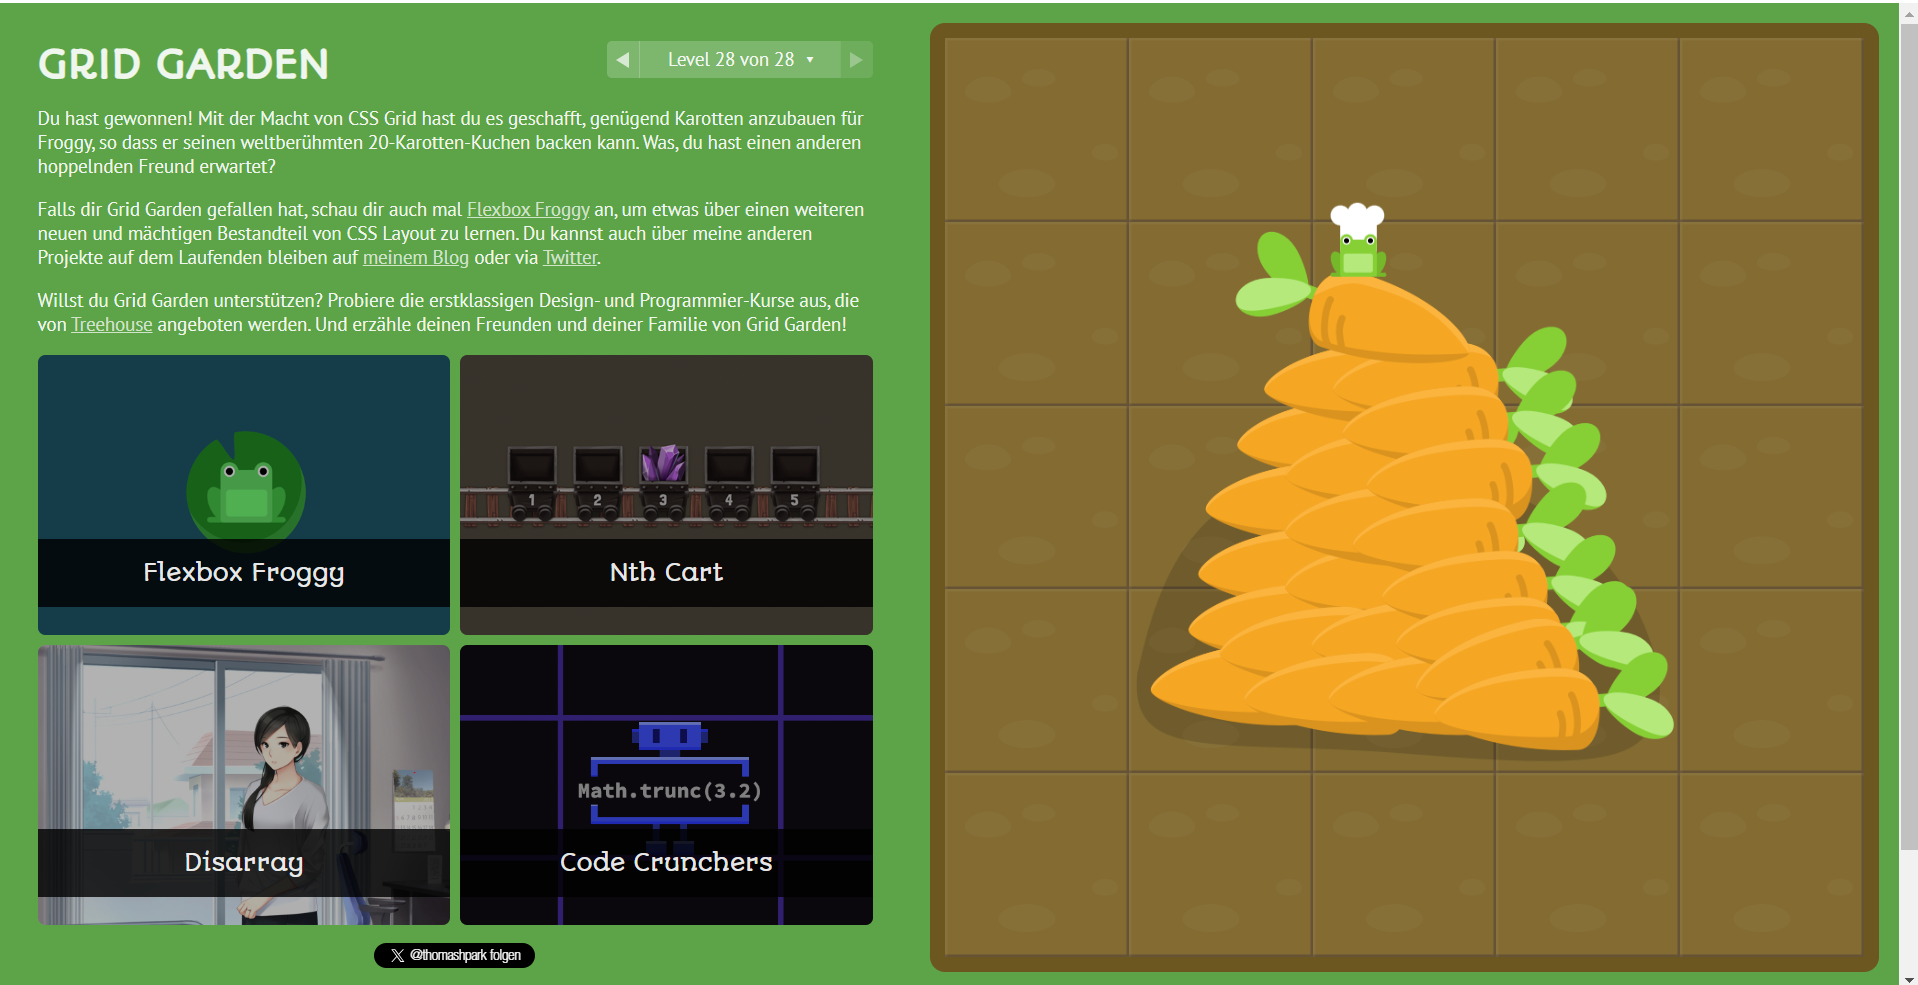 GRID GARDEN
Level 28 von 28
Du hast gewonnen! Mit der Macht von CSS Grid hast du es geschafft, genügend Karotten anzubauen für
Froggy, so dass er seinen weltberühmten 20-Karotten-Kuchen backen kann. Was, du hast einen anderen
hoppelnden Freund erwartet?
Falls dir Grid Garden gefallen hat, schau dir auch mal Flexbox Froggy an, um etwas über einen weiteren
neuen und mächtigen Bestandteil von CSS Layout zu lernen. Du kannst auch über meine anderen
Projekte auf dem Laufenden bleiben auf meinem Blog oder via Twitter.
Willst du Grid Garden unterstützen? Probiere die erstklassigen Design- und Programmier-Kurse aus, die
von Treehouse angeboten werden. Und erzähle deinen Freunden und deiner Familie von Grid Garden!
Flexbox Froggy
1 2 3 4 5
Nth Cart
Disarray
Math.trunc(3.2)
Code Crunchers
@thomashpark folgen